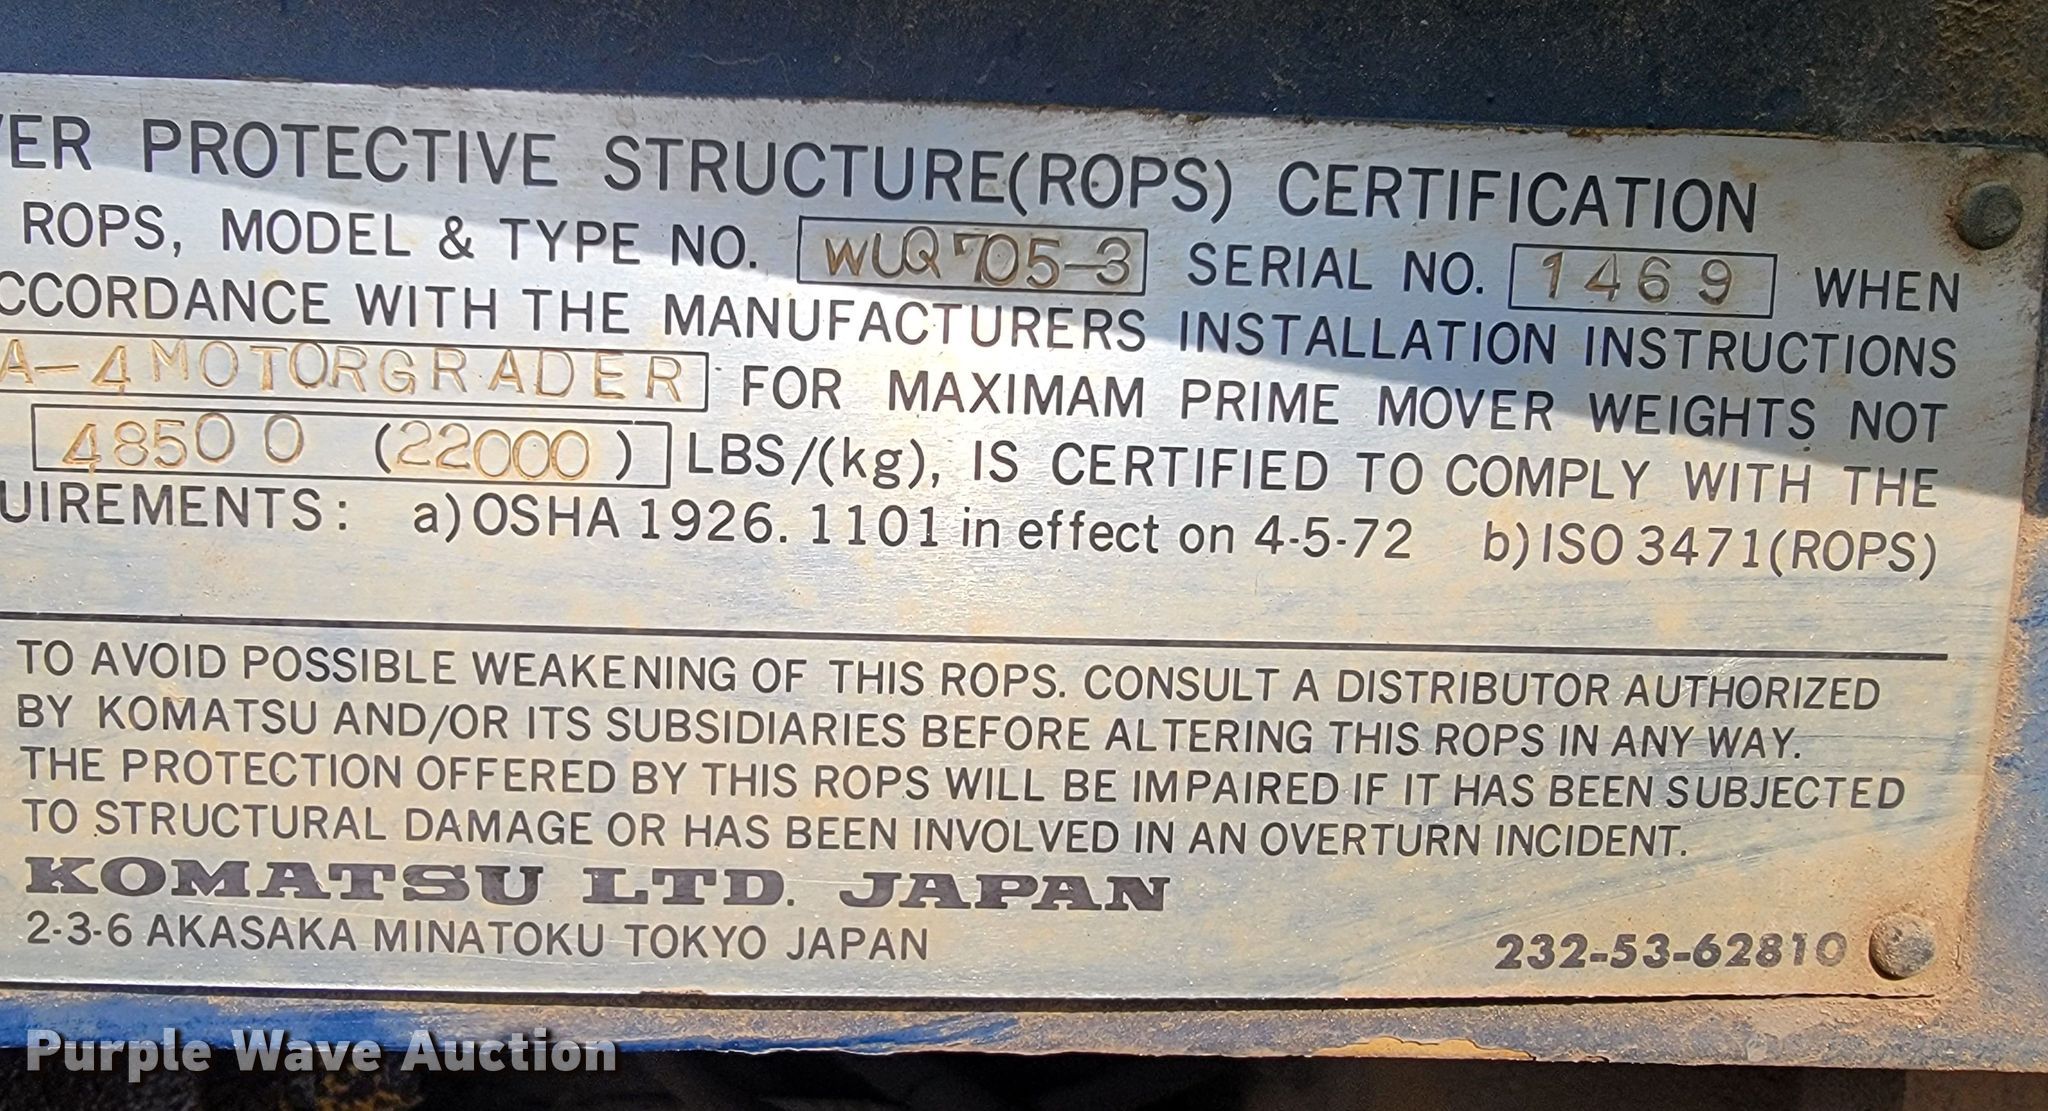 VER PROTECTIVE STRUCTURE(ROPS) CERTIFICATION
ROPS, MODEL & TYPE NO. WUQ705-3 SERIAL NO. 1469 WHEN
CCORDANCE WITH THE MANUFACTURERS INSTALLATION INSTRUCTIONS
A-4MOTORGRADER FOR MAXIMAM PRIME MOVER WEIGHTS NOT
48500 (22000) LBS/(kg), IS CERTIFIED TO COMPLY WITH THE
UIREMENTS: a)OSHA 1926.1101 in effect on 4-5-72 b)ISO 3471(ROPS)
TO AVOID POSSIBLE WEAKENING OF THIS ROPS. CONSULT A DISTRIBUTOR AUTHORIZED
BY KOMATSU AND/OR ITS SUBSIDIARIES BEFORE ALTERING THIS ROPS IN ANY WAY.
THE PROTECTION OFFERED BY THIS ROPS WILL BE IMPAIRED IF IT HAS BEEN SUBJECTED
TO STRUCTURAL DAMAGE OR HAS BEEN INVOLVED IN AN OVERTURN INCIDENT.
KOMATSU LTD. JAPAN
2-3-6 AKASAKA MINATOKU TOKYO JAPAN
232-53-62810
Purple Wave Auction